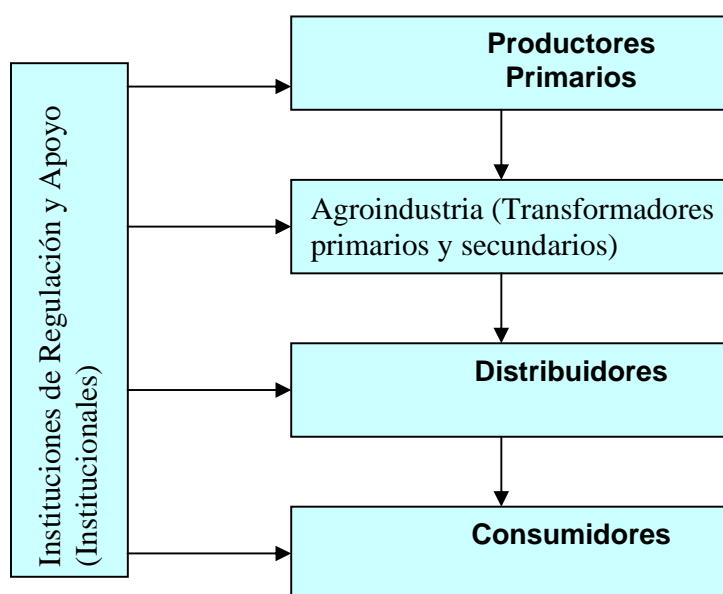 Instituciones de Regulación y Apoyo
(Institucionales)
Productores
Primarios
Agroindustria (Transformadores
primarios y secundarios)
Distribuidores
Consumidores